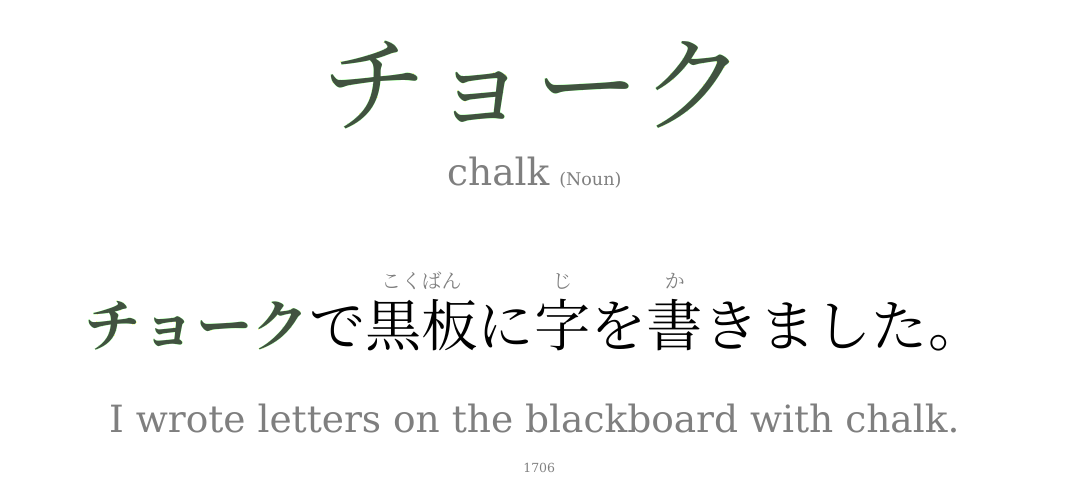 チョーク
chalk (Noun)
こくばん じ か
チョークで黒板に字を書きました。
I wrote letters on the blackboard with chalk.
1706